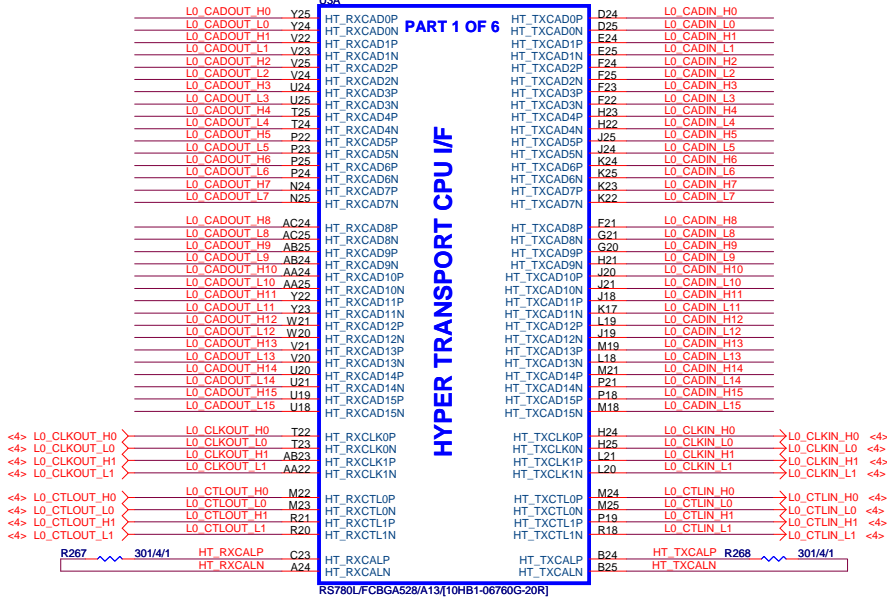 U5A
PART 1 OF 6
HYPER TRANSPORT CPU I/F
L0_CADOUT_H0 Y25 HT_RXCAD0P HT_TXCAD0P D24 L0_CADIN_H0
L0_CADOUT_L0 Y24 HT_RXCAD0N HT_TXCAD0N D25 L0_CADIN_L0
L0_CADOUT_H1 V22 HT_RXCAD1P HT_TXCAD1P E24 L0_CADIN_H1
L0_CADOUT_L1 V23 HT_RXCAD1N HT_TXCAD1N E25 L0_CADIN_L1
L0_CADOUT_H2 V25 HT_RXCAD2P HT_TXCAD2P F24 L0_CADIN_H2
L0_CADOUT_L2 V24 HT_RXCAD2N HT_TXCAD2N F25 L0_CADIN_L2
L0_CADOUT_H3 U24 HT_RXCAD3P HT_TXCAD3P F23 L0_CADIN_H3
L0_CADOUT_L3 U25 HT_RXCAD3N HT_TXCAD3N F22 L0_CADIN_L3
L0_CADOUT_H4 T25 HT_RXCAD4P HT_TXCAD4P H23 L0_CADIN_H4
L0_CADOUT_L4 T24 HT_RXCAD4N HT_TXCAD4N H22 L0_CADIN_L4
L0_CADOUT_H5 P22 HT_RXCAD5P HT_TXCAD5P J25 L0_CADIN_H5
L0_CADOUT_L5 P23 HT_RXCAD5N HT_TXCAD5N J24 L0_CADIN_L5
L0_CADOUT_H6 P25 HT_RXCAD6P HT_TXCAD6P K24 L0_CADIN_H6
L0_CADOUT_L6 P24 HT_RXCAD6N HT_TXCAD6N K25 L0_CADIN_L6
L0_CADOUT_H7 N24 HT_RXCAD7P HT_TXCAD7P K23 L0_CADIN_H7
L0_CADOUT_L7 N25 HT_RXCAD7N HT_TXCAD7N K22 L0_CADIN_L7
L0_CADOUT_H8 AC24 HT_RXCAD8P HT_TXCAD8P F21 L0_CADIN_H8
L0_CADOUT_L8 AC25 HT_RXCAD8N HT_TXCAD8N G21 L0_CADIN_L8
L0_CADOUT_H9 AB25 HT_RXCAD9P HT_TXCAD9P G20 L0_CADIN_H9
L0_CADOUT_L9 AB24 HT_RXCAD9N HT_TXCAD9N H21 L0_CADIN_L9
L0_CADOUT_H10 AA24 HT_RXCAD10P HT_TXCAD10P J20 L0_CADIN_H10
L0_CADOUT_L10 AA25 HT_RXCAD10N HT_TXCAD10N J21 L0_CADIN_L10
L0_CADOUT_H11 Y22 HT_RXCAD11P HT_TXCAD11P J18 L0_CADIN_H11
L0_CADOUT_L11 Y23 HT_RXCAD11N HT_TXCAD11N K17 L0_CADIN_L11
L0_CADOUT_H12 W21 HT_RXCAD12P HT_TXCAD12P L19 L0_CADIN_H12
L0_CADOUT_L12 W20 HT_RXCAD12N HT_TXCAD12N J19 L0_CADIN_L12
L0_CADOUT_H13 V21 HT_RXCAD13P HT_TXCAD13P M19 L0_CADIN_H13
L0_CADOUT_L13 V20 HT_RXCAD13N HT_TXCAD13N L18 L0_CADIN_L13
L0_CADOUT_H14 U20 HT_RXCAD14P HT_TXCAD14P M21 L0_CADIN_H14
L0_CADOUT_L14 U21 HT_RXCAD14N HT_TXCAD14N P21 L0_CADIN_L14
L0_CADOUT_H15 U19 HT_RXCAD15P HT_TXCAD15P P18 L0_CADIN_H15
L0_CADOUT_L15 U18 HT_RXCAD15N HT_TXCAD15N M18 L0_CADIN_L15
<4> L0_CLKOUT_H0 L0_CLKOUT_H0 T22 HT_RXCLK0P HT_TXCLK0P H24 L0_CLKIN_H0 L0_CLKIN_H0 <4>
<4> L0_CLKOUT_L0 L0_CLKOUT_L0 T23 HT_RXCLK0N HT_TXCLK0N H25 L0_CLKIN_L0 L0_CLKIN_L0 <4>
<4> L0_CLKOUT_H1 L0_CLKOUT_H1 AB23 HT_RXCLK1P HT_TXCLK1P L21 L0_CLKIN_H1 L0_CLKIN_H1 <4>
<4> L0_CLKOUT_L1 L0_CLKOUT_L1 AA22 HT_RXCLK1N HT_TXCLK1N L20 L0_CLKIN_L1 L0_CLKIN_L1 <4>
<4> L0_CTLOUT_H0 L0_CTLOUT_H0 M22 HT_RXCTL0P HT_TXCTL0P M24 L0_CTLIN_H0 L0_CTLIN_H0 <4>
<4> L0_CTLOUT_L0 L0_CTLOUT_L0 M23 HT_RXCTL0N HT_TXCTL0N M25 L0_CTLIN_L0 L0_CTLIN_L0 <4>
<4> L0_CTLOUT_H1 L0_CTLOUT_H1 R21 HT_RXCTL1P HT_TXCTL1P P19 L0_CTLIN_H1 L0_CTLIN_H1 <4>
<4> L0_CTLOUT_L1 L0_CTLOUT_L1 R20 HT_RXCTL1N HT_TXCTL1N R18 L0_CTLIN_L1 L0_CTLIN_L1 <4>
R267 301/4/1 HT_RXCALP C23 HT_RXCALP HT_TXCALP B24 HT_TXCALP R268 301/4/1
HT_RXCALN A24 HT_RXCALN HT_TXCALN B25 HT_TXCALN
RS780L/FCBGA528/A13/[10HB1-06760G-20R]